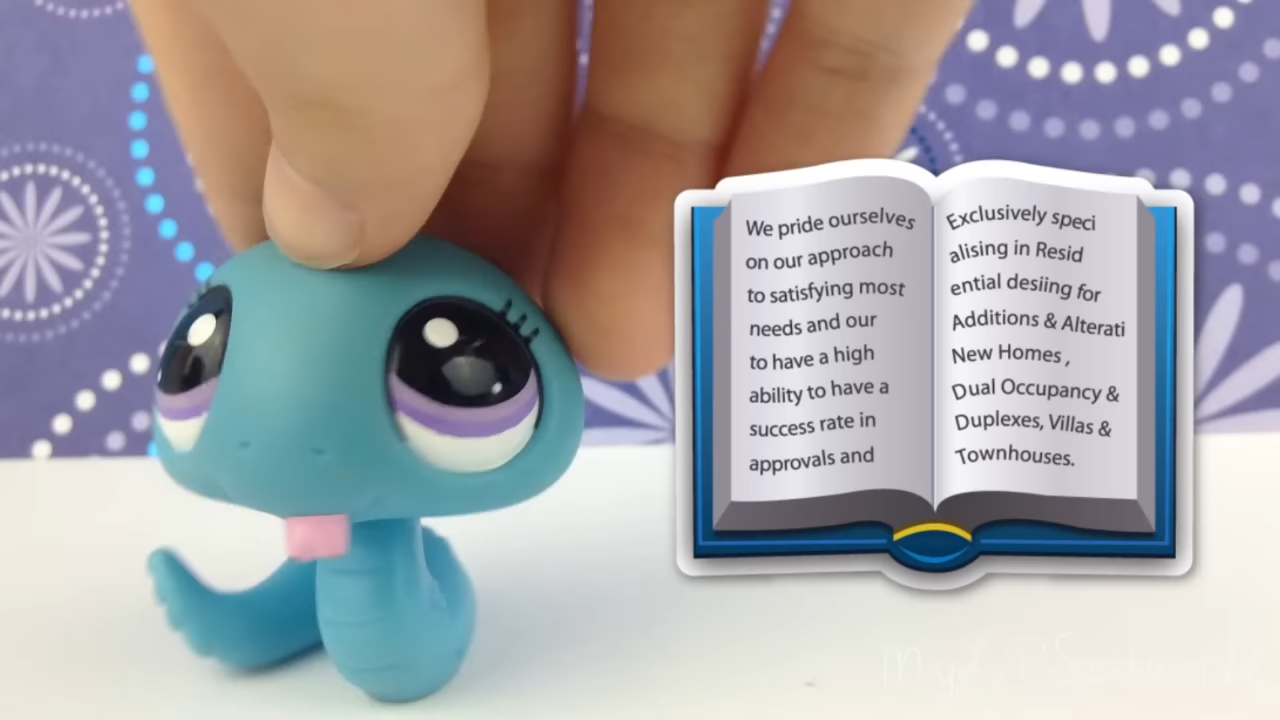 We pride ourselves
on our approach
to satisfying most
needs and our
to have a high
ability to have a
success rate in
approvals and
Exclusively speci
alising in Resid
ential desiing for
Additions & Alterati
New Homes ,
Dual Occupancy &
Duplexes, Villas &
Townhouses.